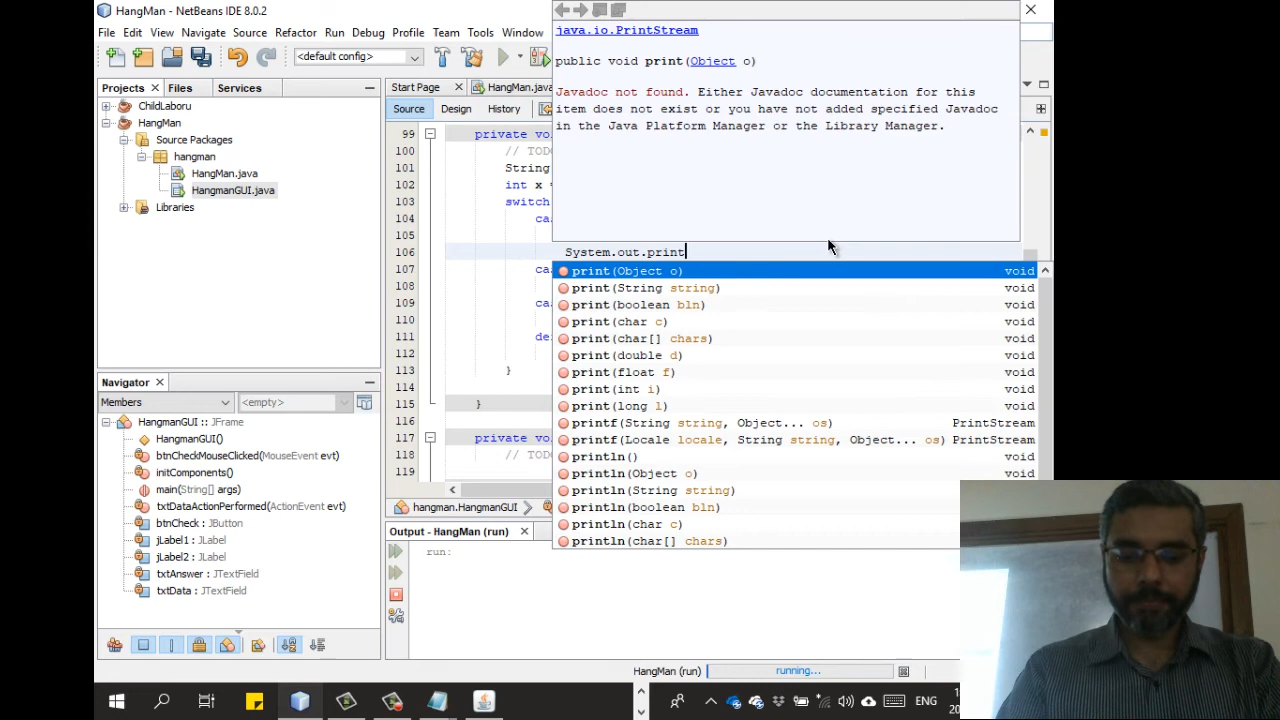 HangMan - NetBeans IDE 8.0.2
File Edit View Navigate Source Refactor Run Debug Profile Team Tools Window
<default config>
Projects Files Services
Start Page HangMan.java
Source Design History
ChildLaboru
HangMan
Source Packages
hangman
HangMan.java
HangmanGUI.java
Libraries
java.io.PrintStream
public void print(Object o)
Javadoc not found. Either Javadoc documentation for this
item does not exist or you have not added specified Javadoc
in the Java Platform Manager or the Library Manager.
99 private vo
100 // TOD
101 String
102 int x =
103 switch
104 ca
105
106 System.out.print
107 ca
108
109 ca
110
111 de
112
113 }
114
115 }
116
117 private vo
118 // TOD
119
print(Object o) void
print(String string) void
print(boolean bln) void
print(char c) void
print(char[] chars) void
print(double d) void
print(float f) void
print(int i) void
print(long l) void
printf(String string, Object... os) PrintStream
printf(Locale locale, String string, Object... os) PrintStream
println() void
println(Object o) void
println(String string) void
println(boolean bln) void
println(char c) void
println(char[] chars) void
Navigator
Members <empty>
HangmanGUI :: JFrame
HangmanGUI()
btnCheckMouseClicked(MouseEvent evt)
initComponents()
main(String[] args)
txtDataActionPerformed(ActionEvent evt)
btnCheck : JButton
jLabel1 : JLabel
jLabel2 : JLabel
txtAnswer : JTextField
txtData : JTextField
hangman.HangmanGUI
Output - HangMan (run)
run:
HangMan (run) running...
ENG